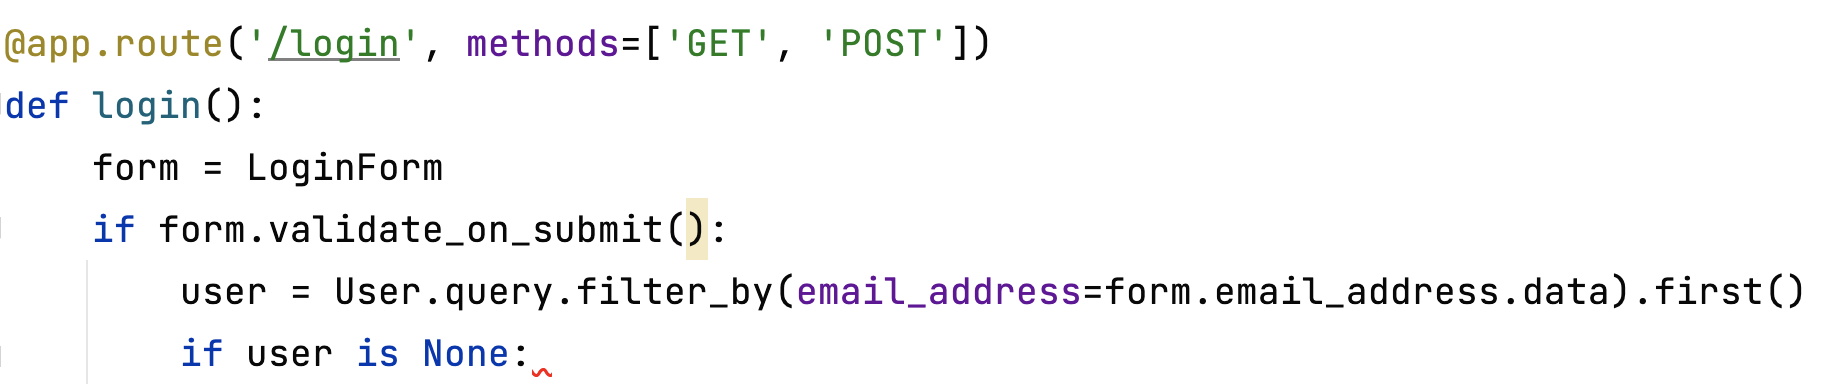 @app.route('/login', methods=['GET', 'POST'])
def login():
    form = LoginForm
    if form.validate_on_submit():
        user = User.query.filter_by(email_address=form.email_address.data).first()
        if user is None: